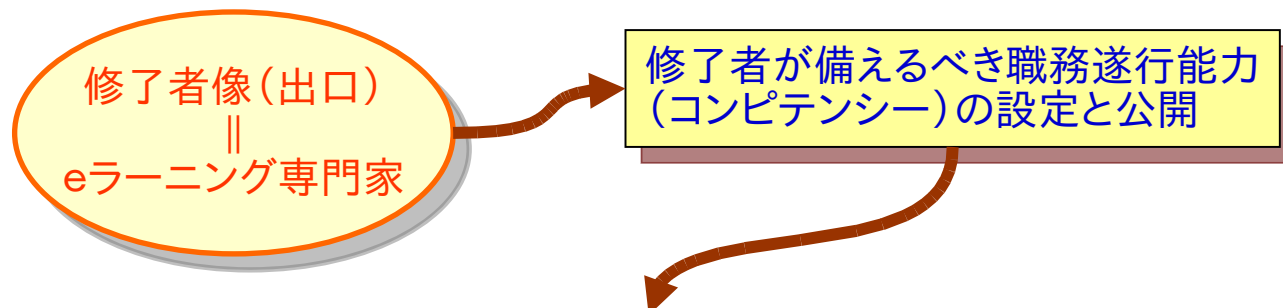 修了者像(出口)
||
eラーニング専門家
修了者が備えるべき職務遂行能力
(コンピテンシー)の設定と公開